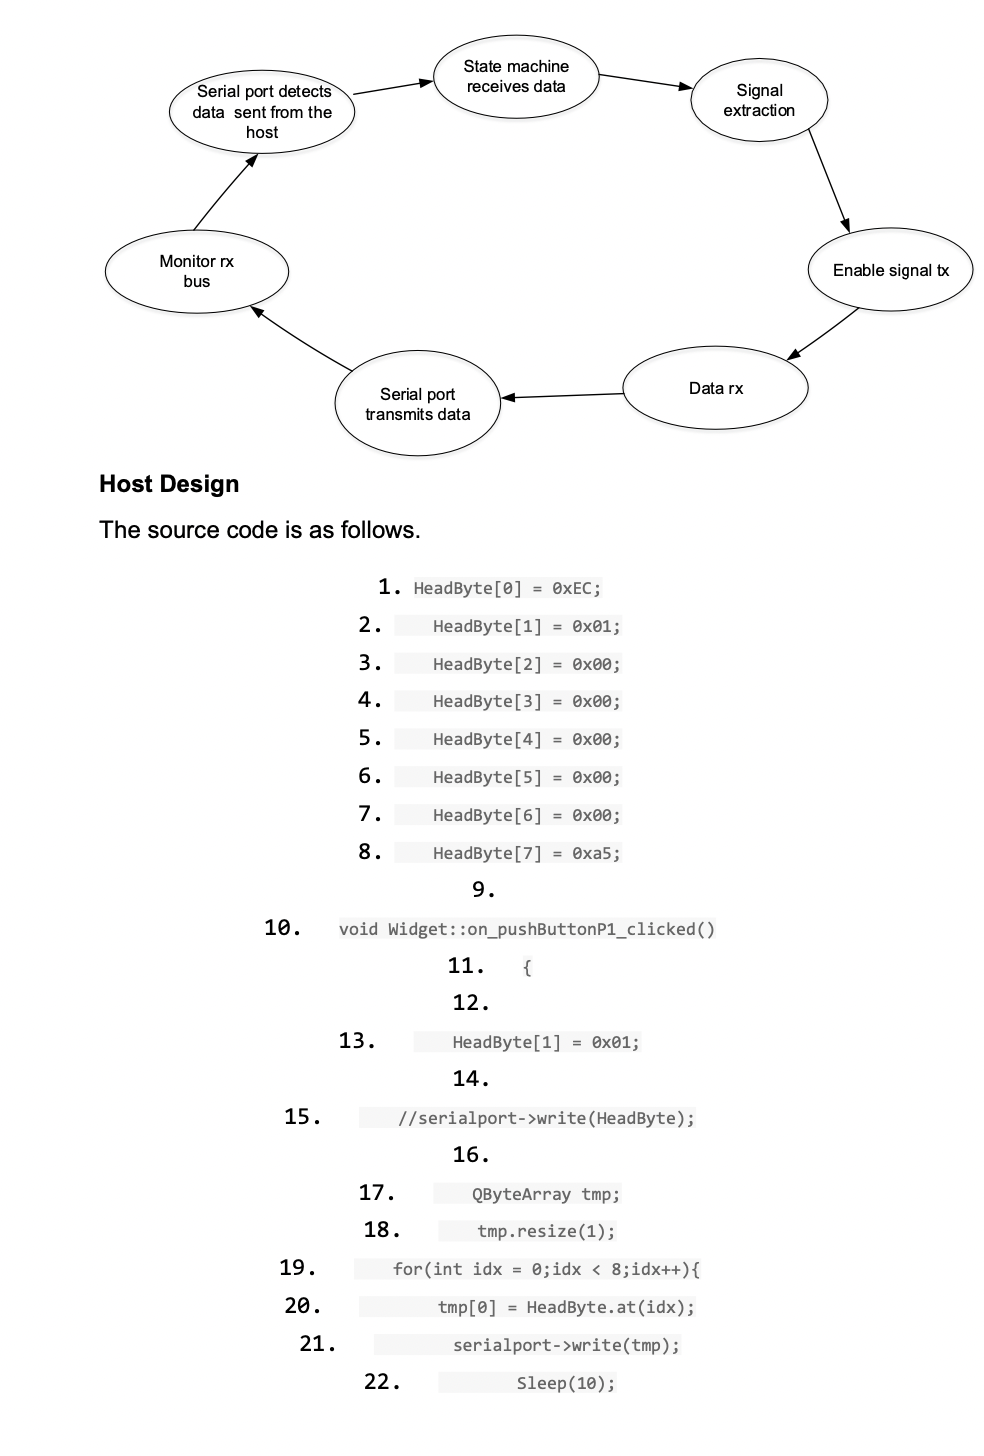 State machine
receives data
Serial port detects
data sent from the
host
Signal
extraction
Enable signal tx
Data rx
Serial port
transmits data
Monitor rx
bus
Host Design
The source code is as follows.
1. HeadByte[0] = 0xEC;
2. HeadByte[1] = 0x01;
3. HeadByte[2] = 0x00;
4. HeadByte[3] = 0x00;
5. HeadByte[4] = 0x00;
6. HeadByte[5] = 0x00;
7. HeadByte[6] = 0x00;
8. HeadByte[7] = 0xa5;
9.
10. void Widget::on_pushButtonP1_clicked()
11. {
12.
13. HeadByte[1] = 0x01;
14.
15. //serialport->write(HeadByte);
16.
17. QByteArray tmp;
18. tmp.resize(1);
19. for(int idx = 0;idx < 8;idx++){
20. tmp[0] = HeadByte.at(idx);
21. serialport->write(tmp);
22. Sleep(10);